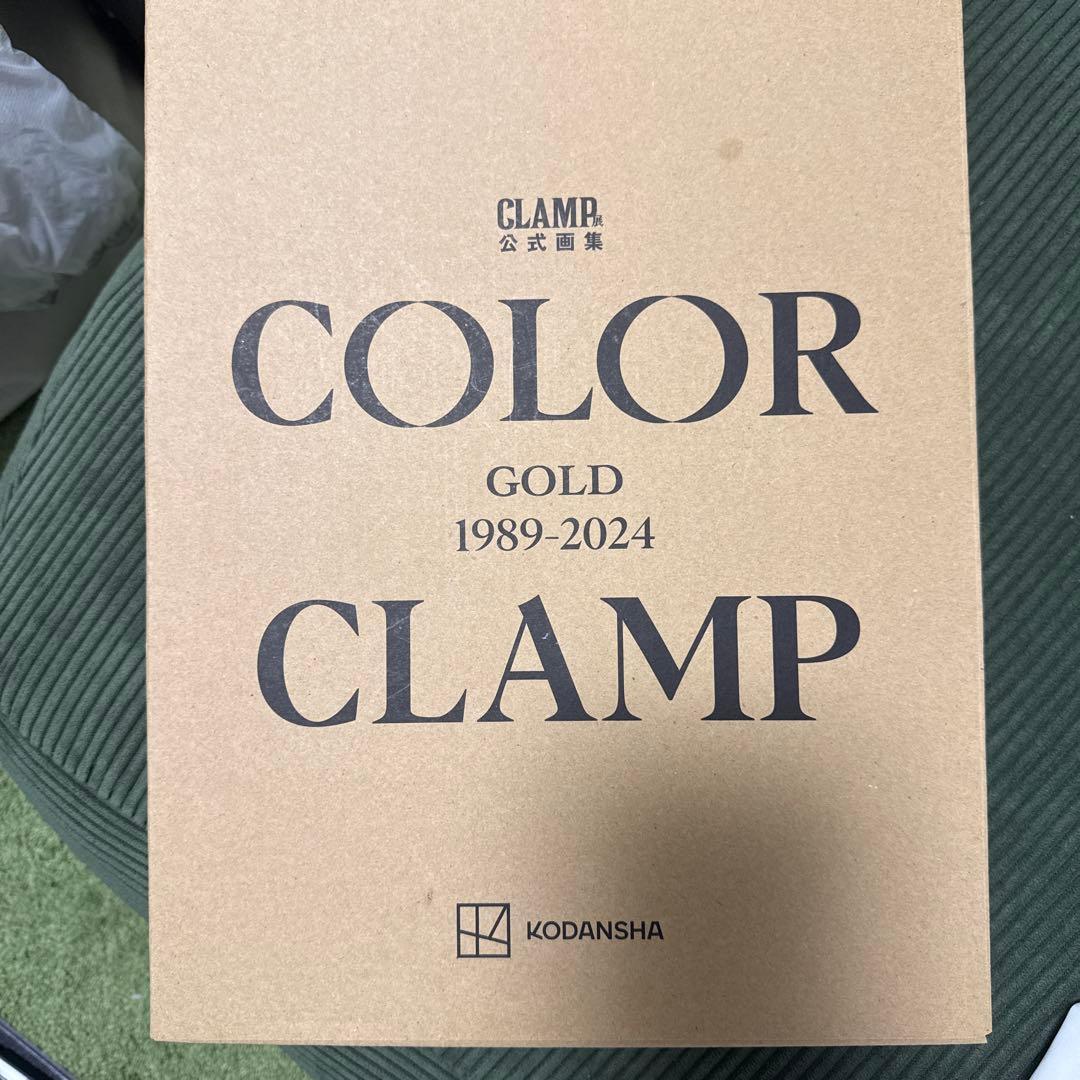 CLAMP展
公式画集
COLOR
GOLD
1989-2024
CLAMP
KODANSHA